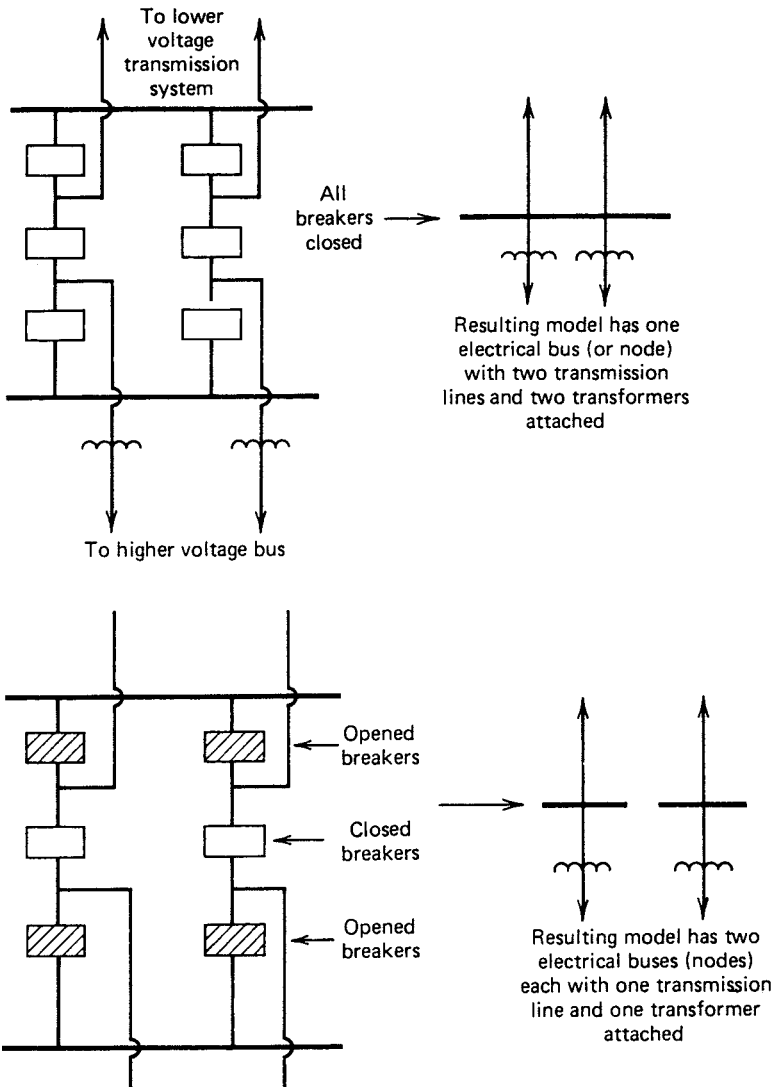 To lower
voltage
transmission
system
All
breakers
closed
Resulting model has one
electrical bus (or node)
with two transmission
lines and two transformers
attached
To higher voltage bus
Opened
breakers
Closed
breakers
Opened
breakers
Resulting model has two
electrical buses (nodes)
each with one transmission
line and one transformer
attached